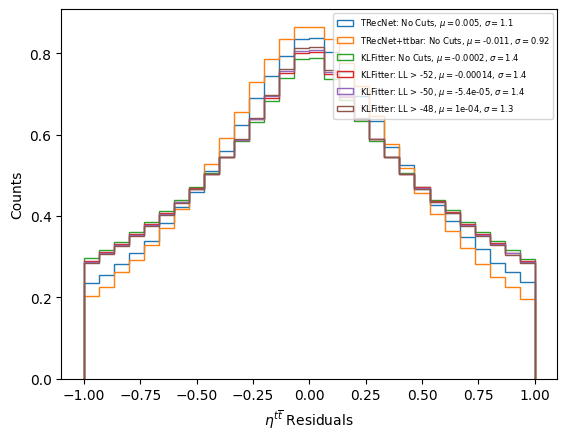 TRecNet: No Cuts, μ=0.005, σ=1.1
TRecNet+ttbar: No Cuts, μ=-0.011, σ=0.92
KLFitter: No Cuts, μ=-0.0002, σ=1.4
KLFitter: LL > -52, μ=-0.00014, σ=1.4
KLFitter: LL > -50, μ=-5.4e-05, σ=1.4
KLFitter: LL > -48, μ=1e-04, σ=1.3
Counts
0.8
0.6
0.4
0.2
0.0
−1.00 −0.75 −0.50 −0.25 0.00 0.25 0.50 0.75 1.00
η^{tt̅} Residuals